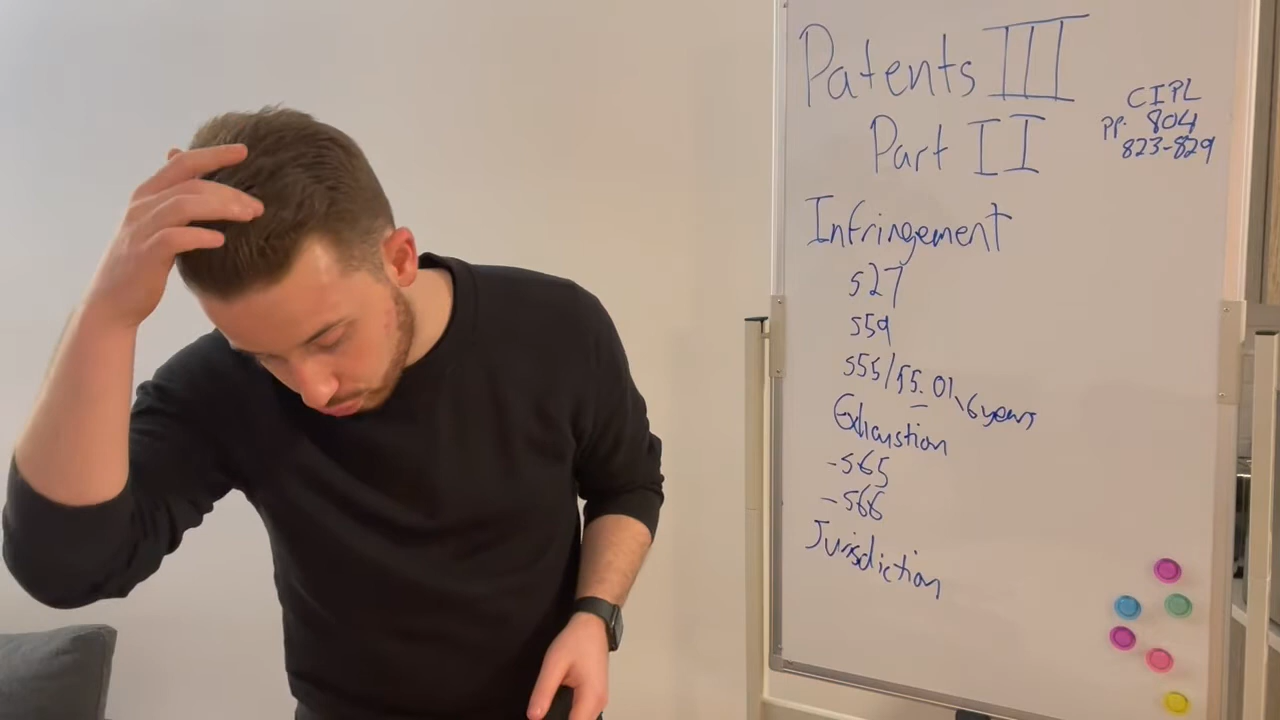 Patents III
Part II
CIPL
pp. 804
823-829
Infringement
s27
s59
s55/55.01, 6 years
Exhaustion
-s65
-s66
Jurisdiction